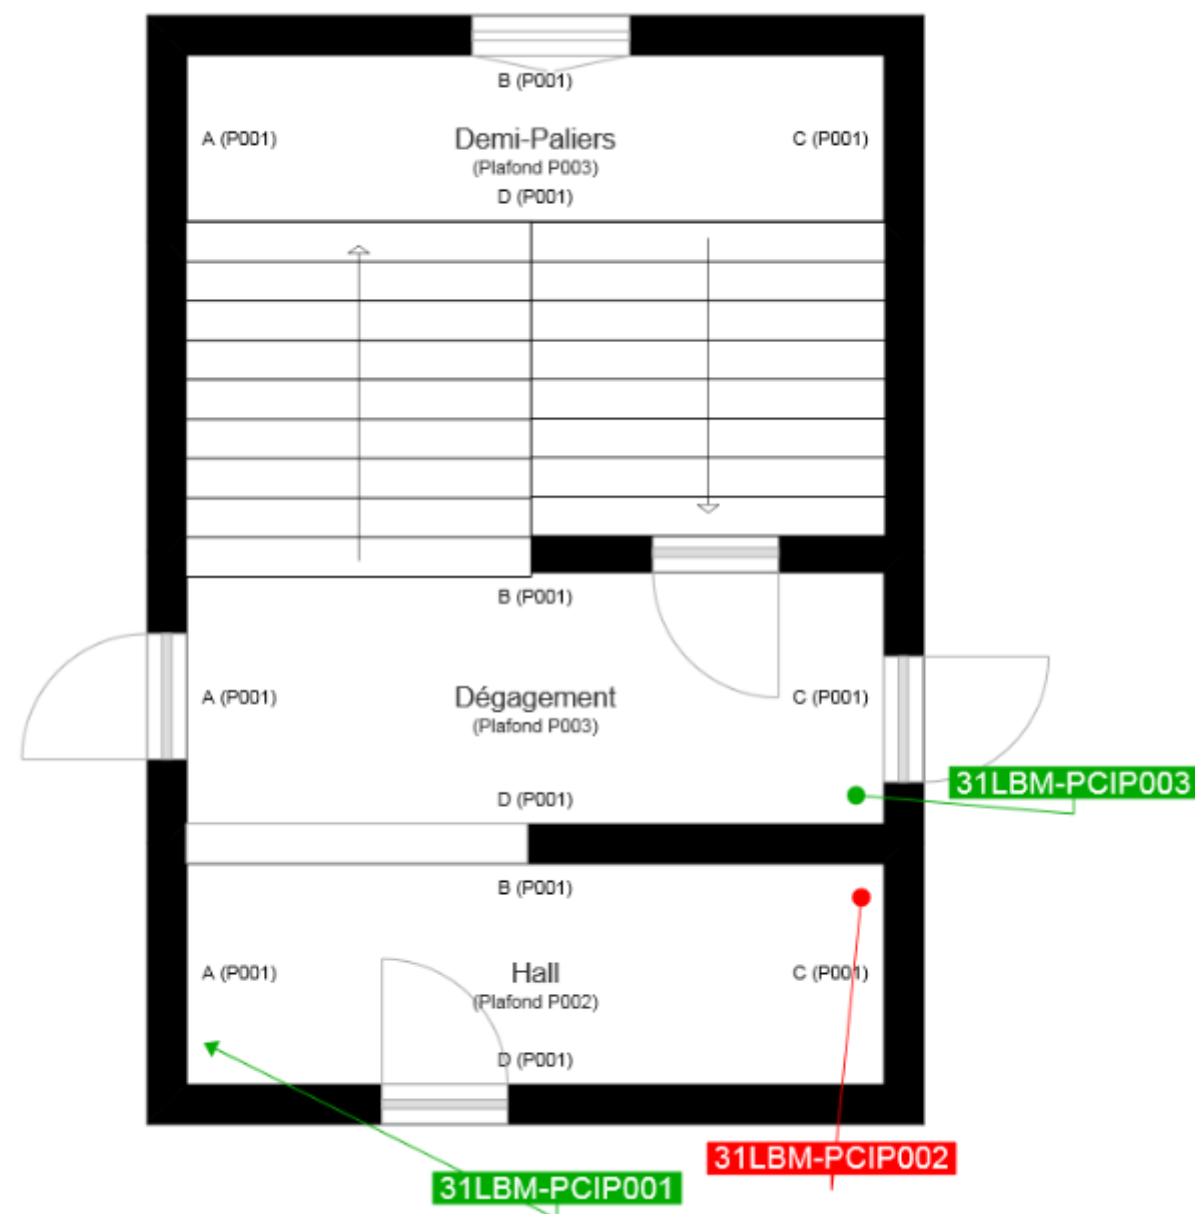 B (P001)
A (P001)
Demi-Paliers
C (P001)
(Plafond P003)
D (P001)
B (P001)
A (P001)
Dégagement
C (P001)
(Plafond P003)
31LBM-PCIP003
D (P001)
B (P001)
A (P001)
Hall
C (P001)
(Plafond P002)
D (P001)
31LBM-PCIP002
31LBM-PCIP001